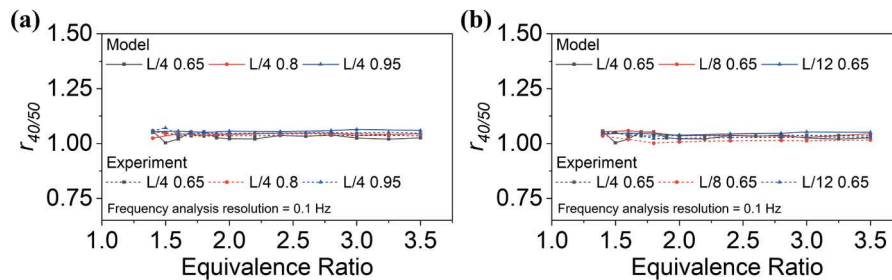 (a)
1.50
Model
L/4 0.65 L/4 0.8 L/4 0.95
1.25
r40/50
1.00
Experiment
L/4 0.65 L/4 0.8 L/4 0.95
0.75
Frequency analysis resolution = 0.1 Hz
1.0 1.5 2.0 2.5 3.0 3.5
Equivalence Ratio
(b)
1.50
Model
L/4 0.65 L/8 0.65 L/12 0.65
1.25
r40/50
1.00
Experiment
L/4 0.65 L/8 0.65 L/12 0.65
0.75
Frequency analysis resolution = 0.1 Hz
1.0 1.5 2.0 2.5 3.0 3.5
Equivalence Ratio